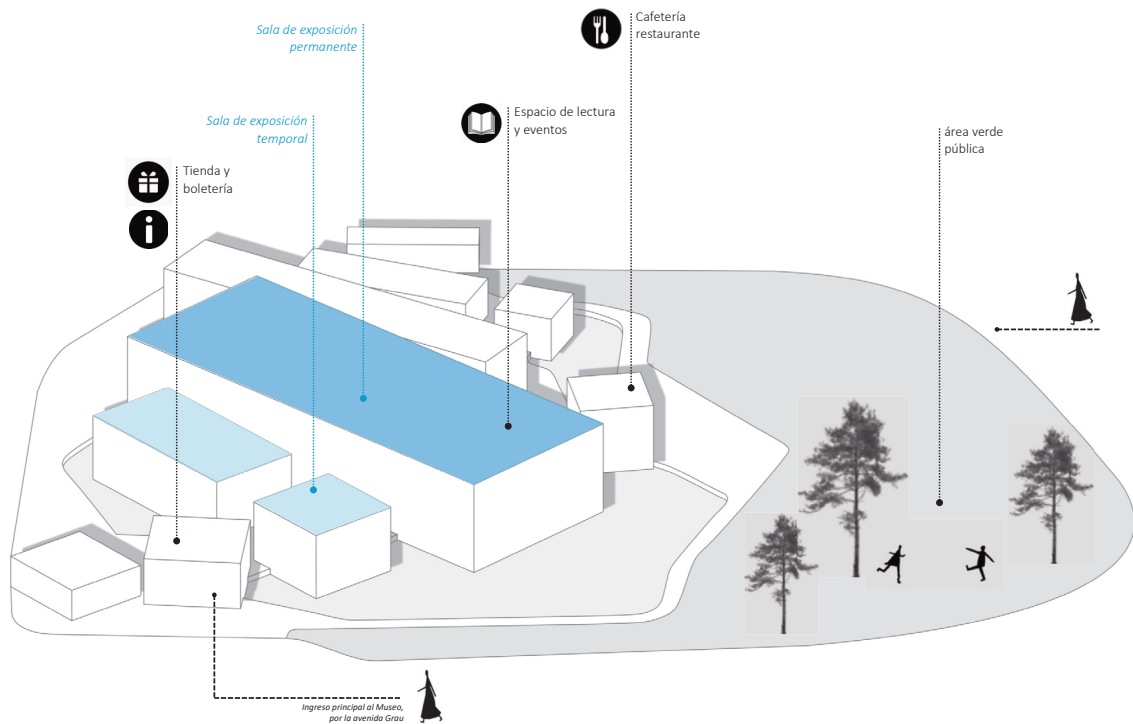 Sala de exposición
permanente
Cafetería
restaurante
Sala de exposición
temporal
Espacio de lectura
y eventos
área verde
pública
Tienda y
boletería
Ingreso principal al Museo,
por la avenida Grau